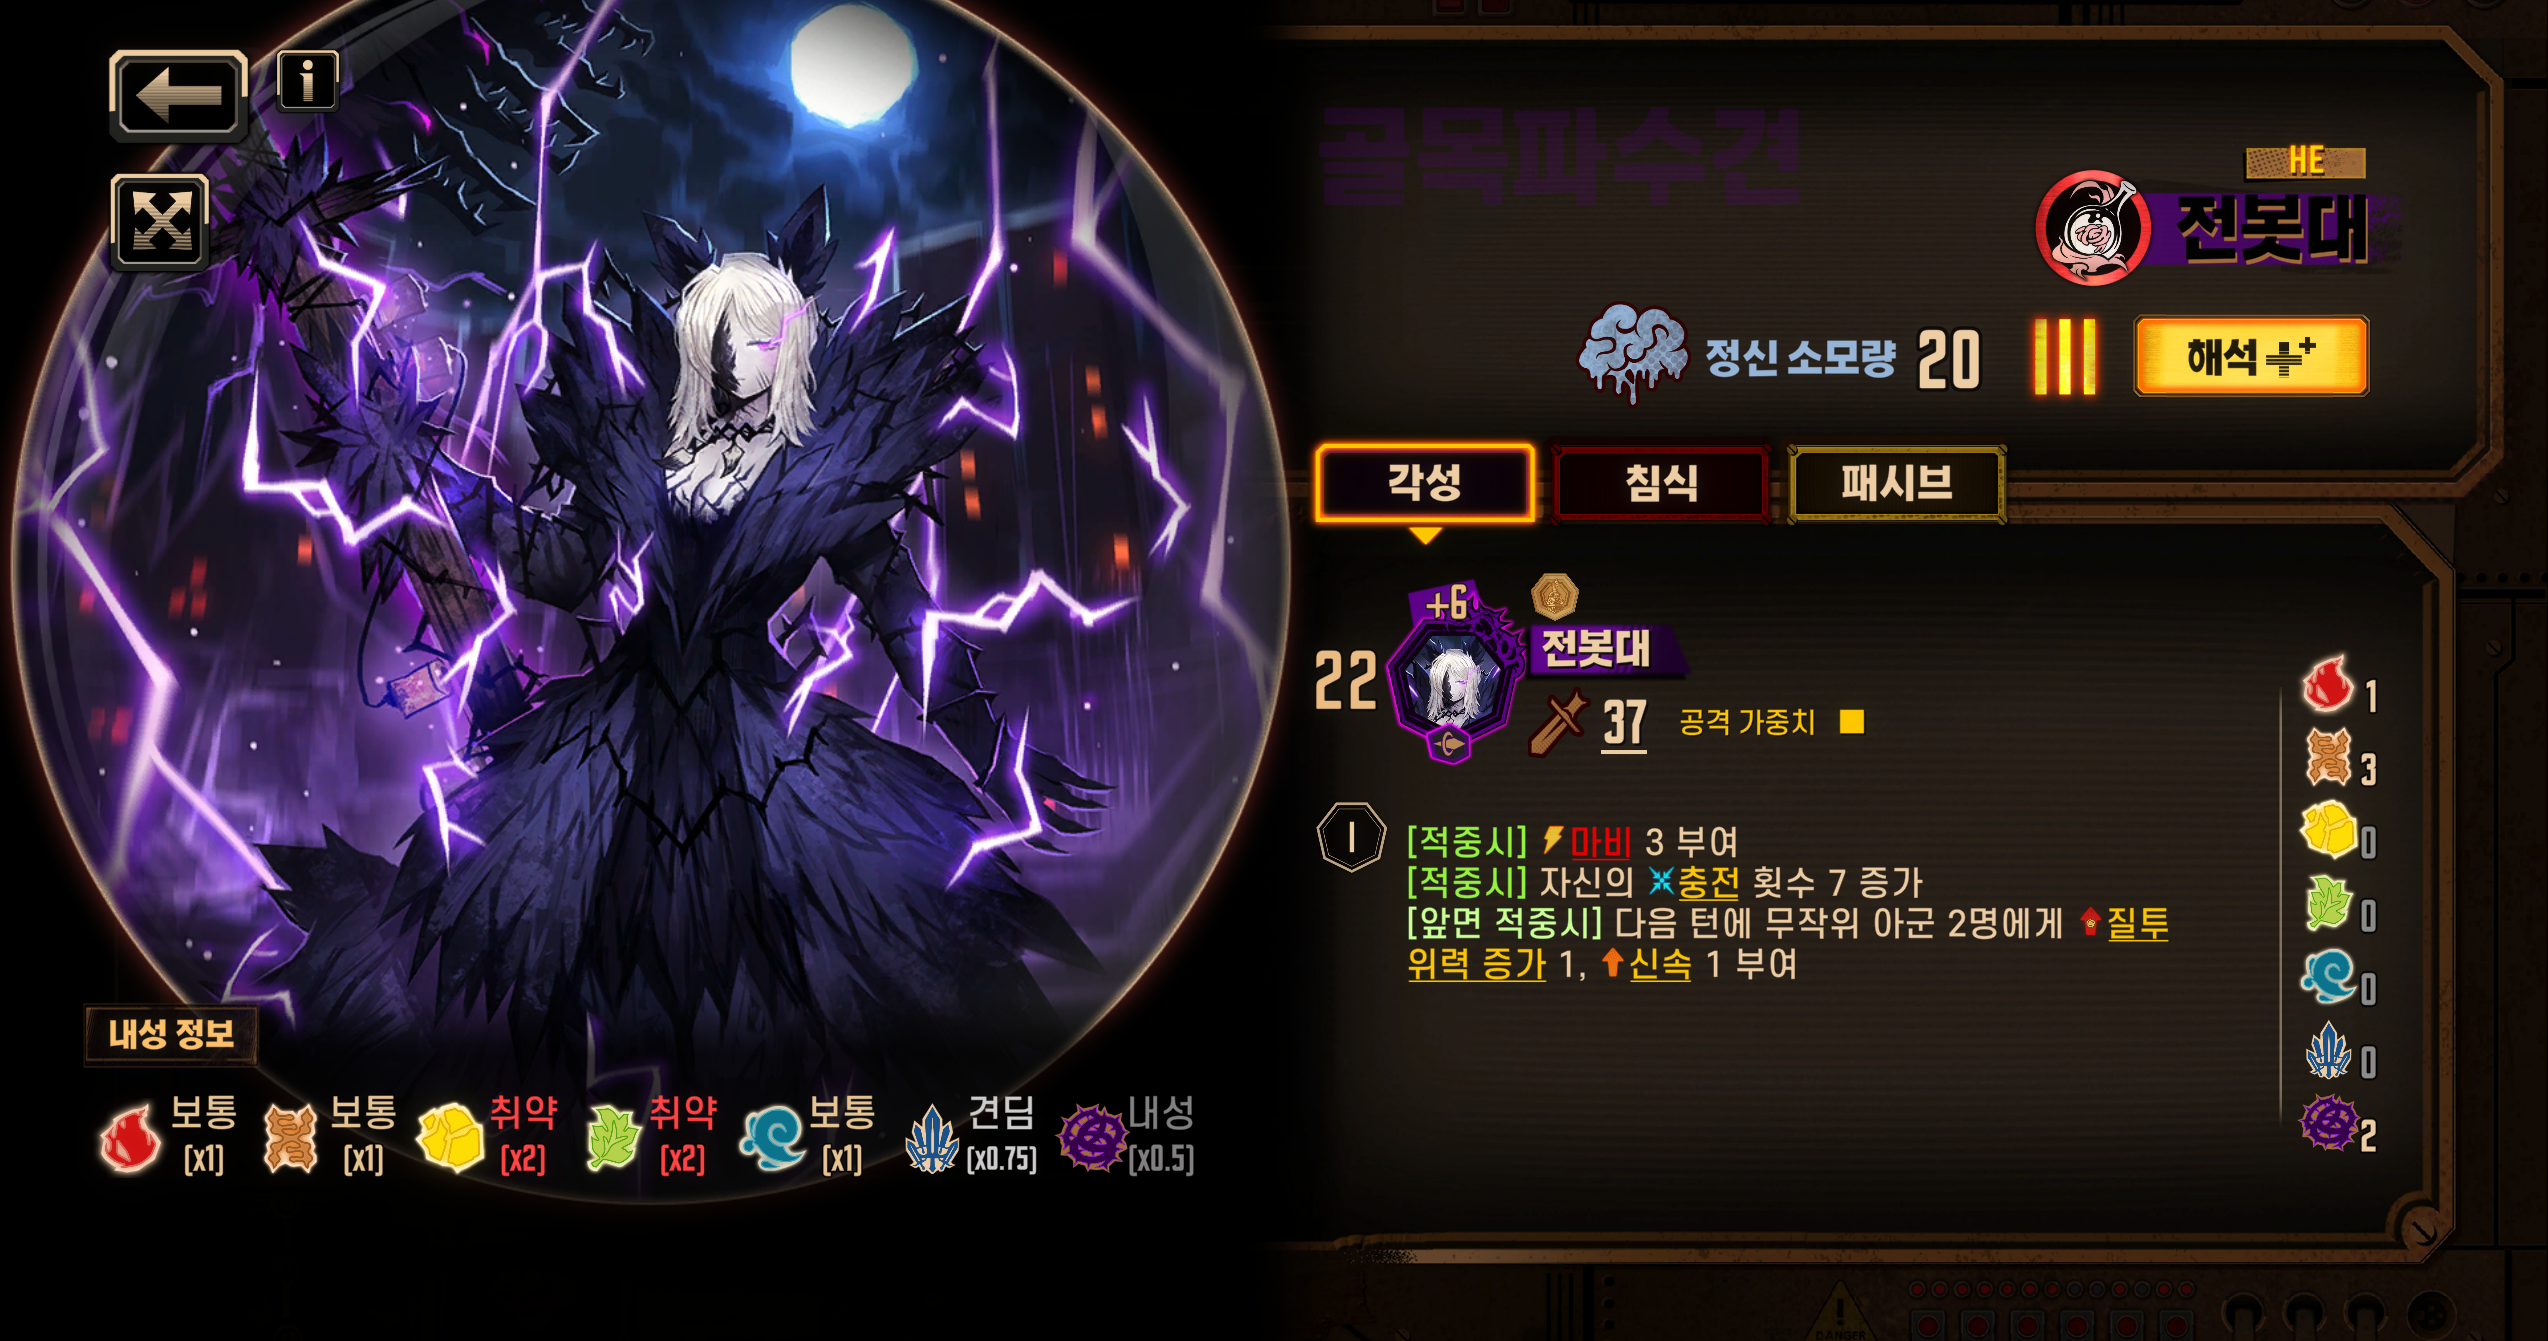 골목파수견
HE
전봇대
정신 소모량 20
III
해석
각성
침식
패시브
+6
22
전봇대
37
공격 가중치
I
[적중시] 마비 3 부여
[적중시] 자신의 충전 횟수 7 증가
[앞면 적중시] 다음 턴에 무작위 아군 2명에게 질투
위력 증가 1, 신속 1 부여
1
3
0
0
0
0
2
내성 정보
보통 [x1]
보통 [x1]
취약 [x2]
취약 [x2]
보통 [x1]
견딤 [x0.75]
내성 [x0.5]
DANGER